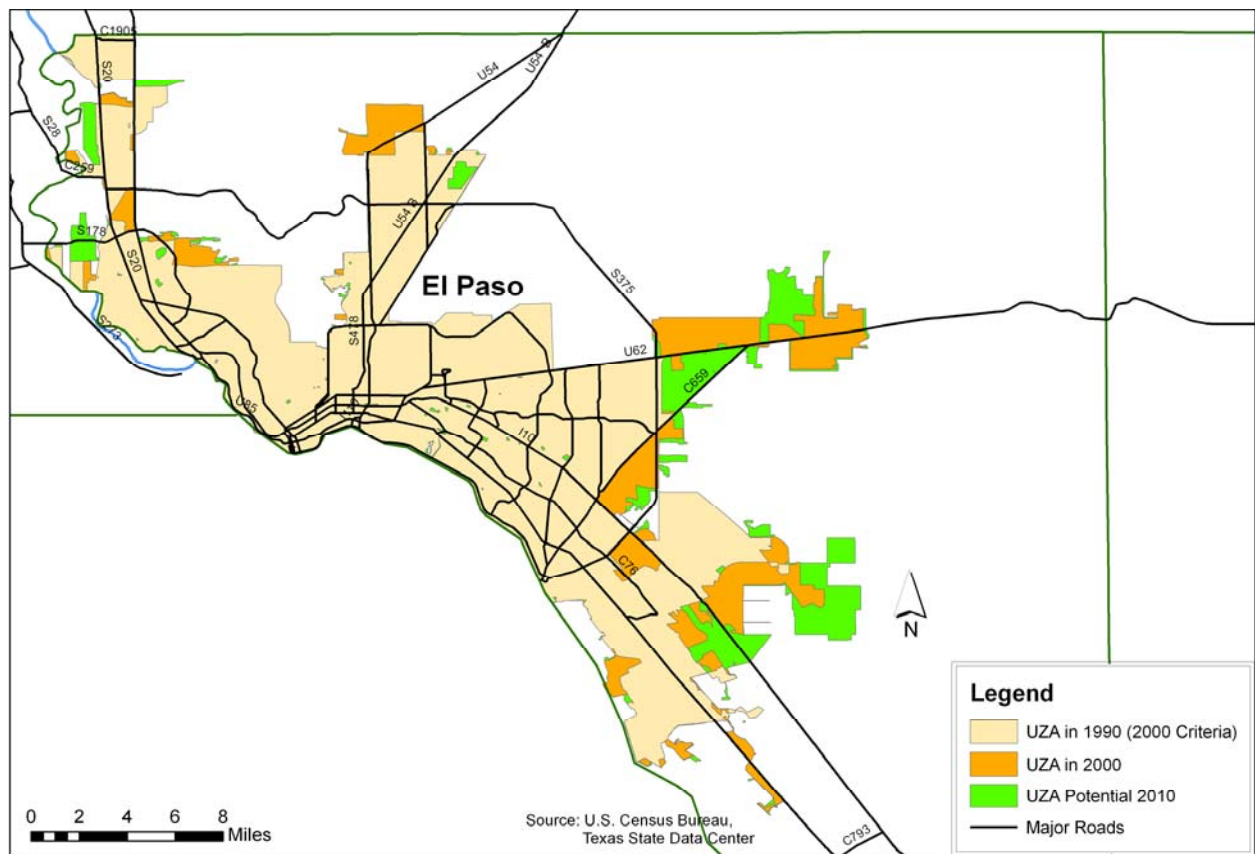 C1905
S20
U54
U54 B
S28
C259
U54 B
S178
S20
El Paso
S375
S478
S273
U62
C659
U85
I10
C76
N
Legend
UZA in 1990 (2000 Criteria)
UZA in 2000
UZA Potential 2010
Major Roads
0 2 4 6 8
Miles
Source: U.S. Census Bureau,
Texas State Data Center
C793